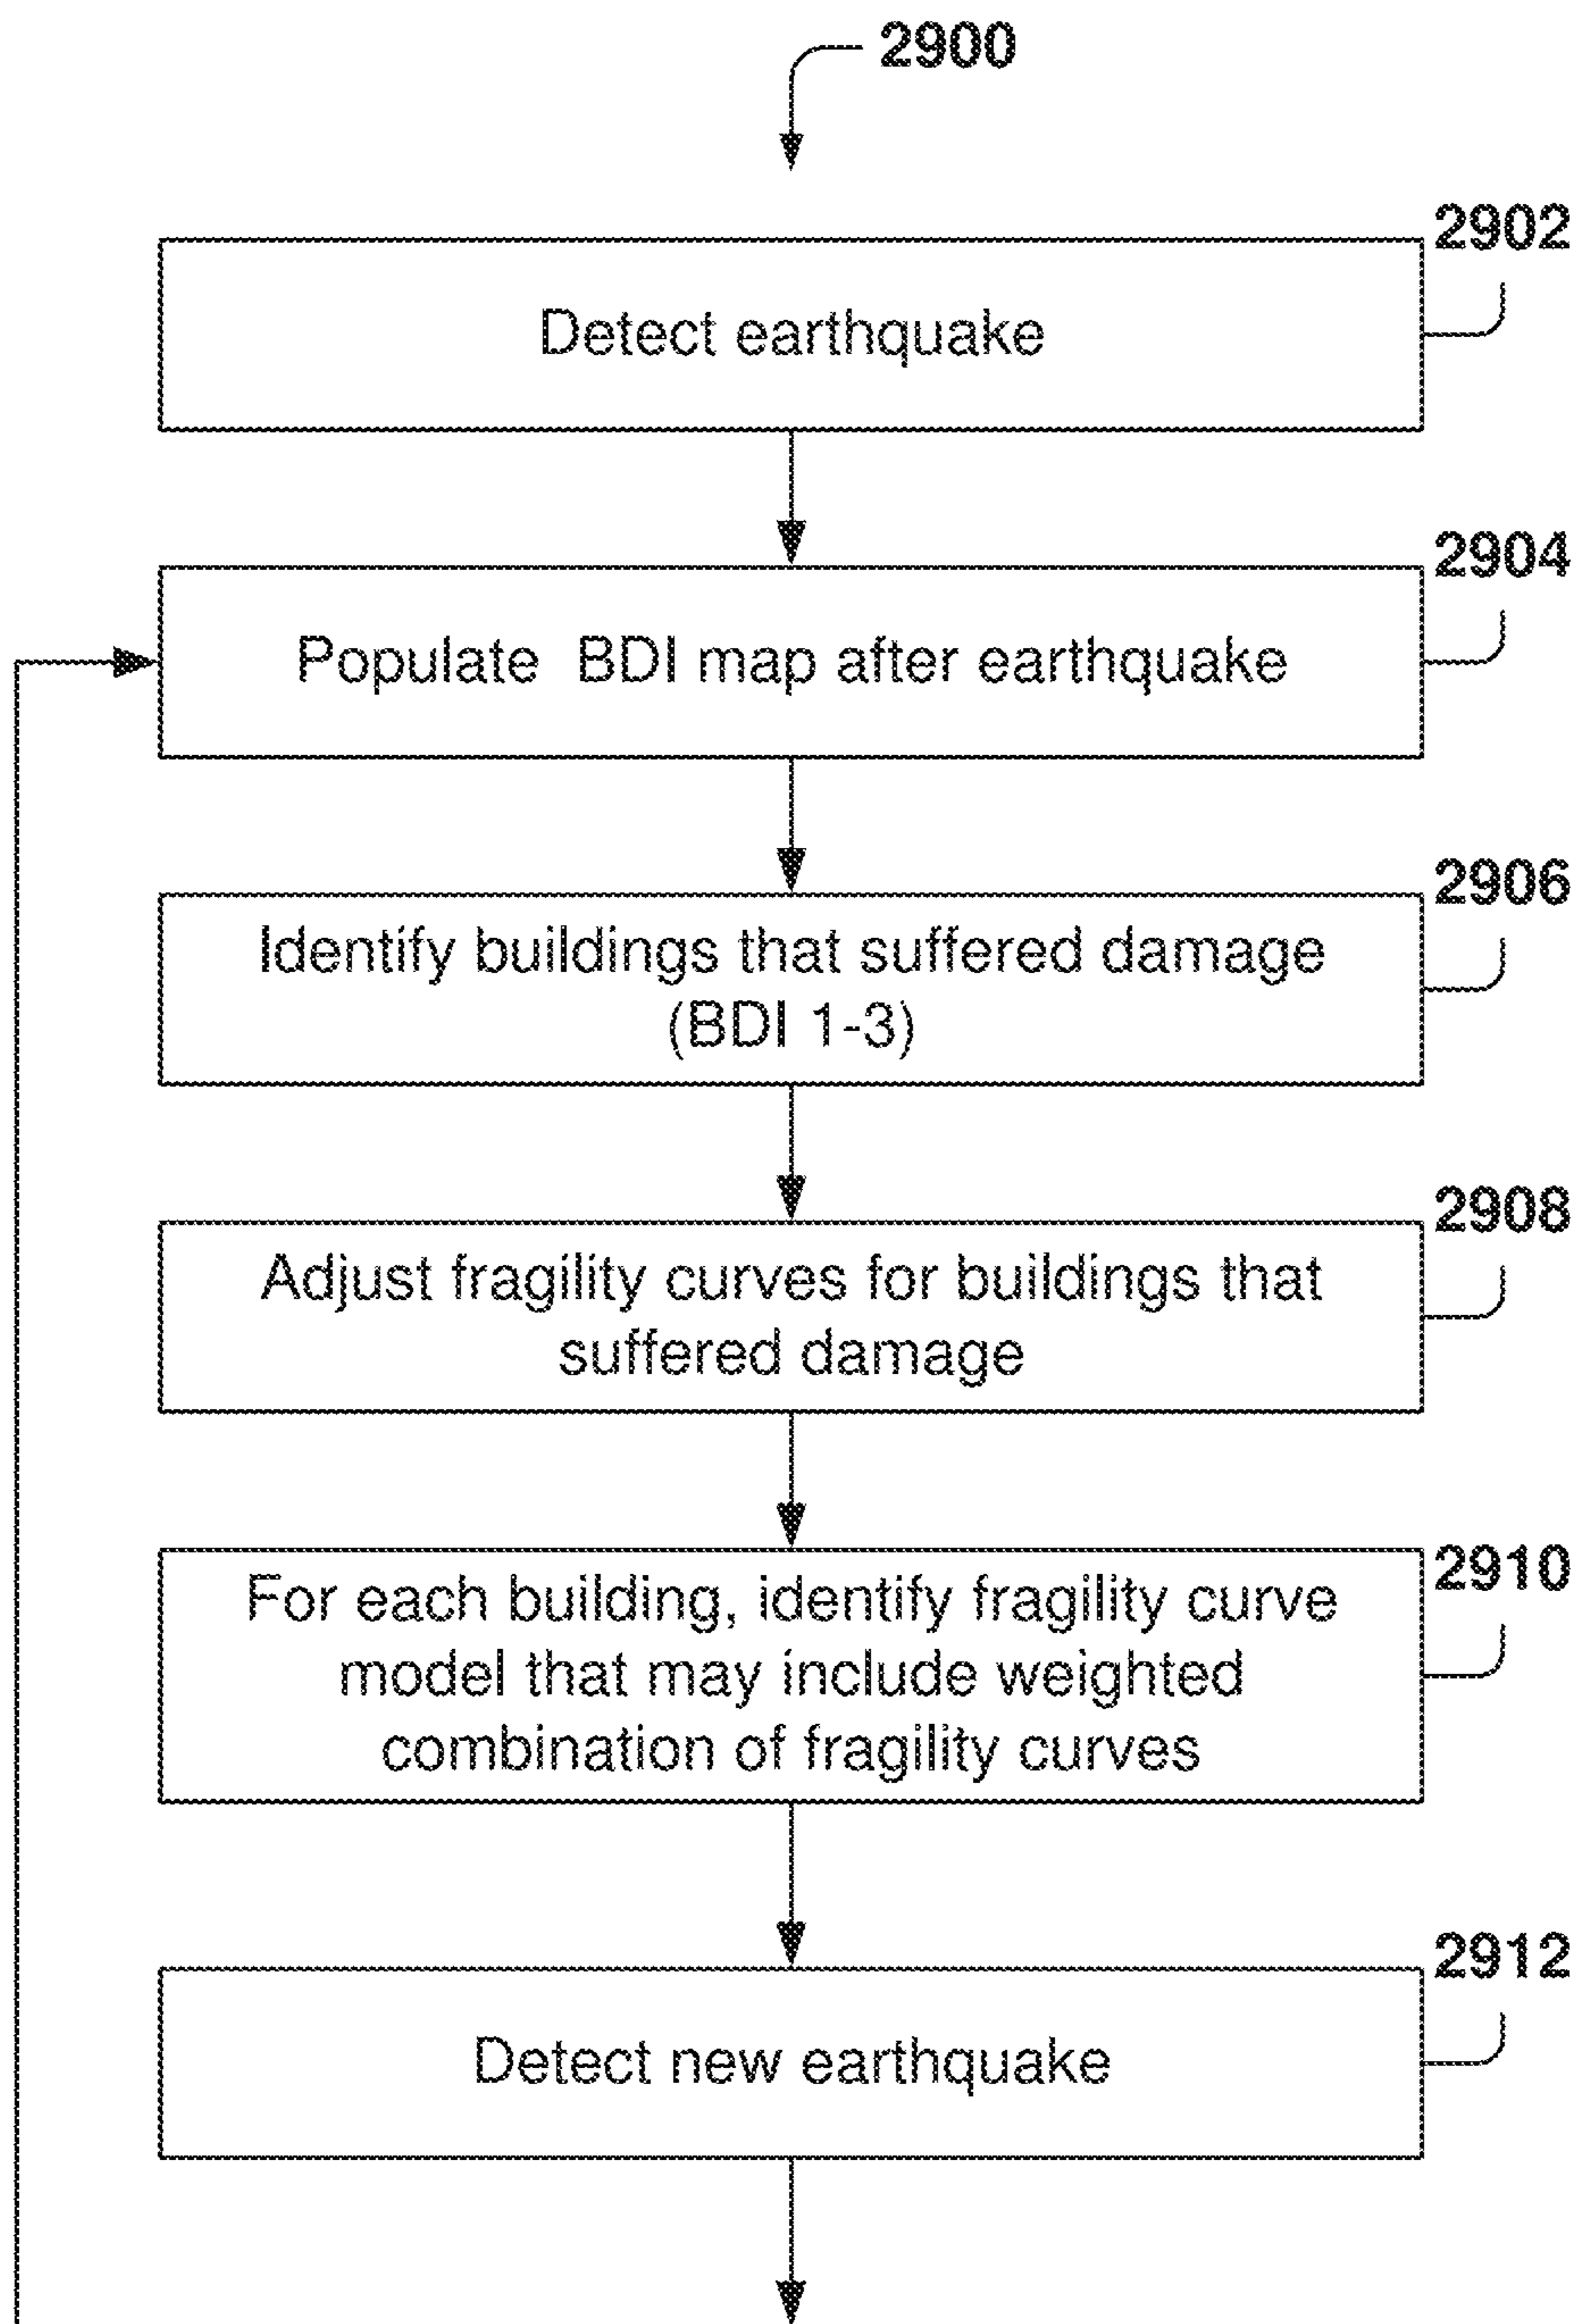 2900
2902
Detect earthquake
2904
Populate BDI map after earthquake
2906
Identify buildings that suffered damage
(BDI 1-3)
2908
Adjust fragility curves for buildings that
suffered damage
2910
For each building, identify fragility curve
model that may include weighted
combination of fragility curves
2912
Detect new earthquake